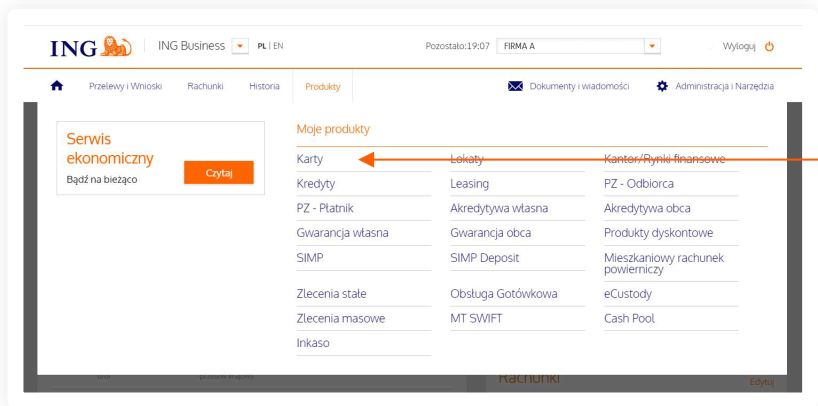 ING ING Business PL | EN Pozostało:19:07 FIRMA A Wyloguj
Przelewy i Wnioski Rachunki Historia Produkty Dokumenty i wiadomości Administracja i Narzędzia
Serwis
ekonomiczny
Bądź na bieżąco
Czytaj
Moje produkty
Karty Lokaty Kantor/Rynki finansowe
Kredyty Leasing PZ - Odbiorca
PZ - Płatnik Akredytywa własna Akredytywa obca
Gwarancja własna Gwarancja obca Produkty dyskontowe
SIMP SIMP Deposit Mieszkaniowy rachunek
powierniczy
Zlecenia stałe Obsługa Gotówkowa eCustody
Zlecenia masowe MT SWIFT Cash Pool
Inkaso
Rachunki Edytuj